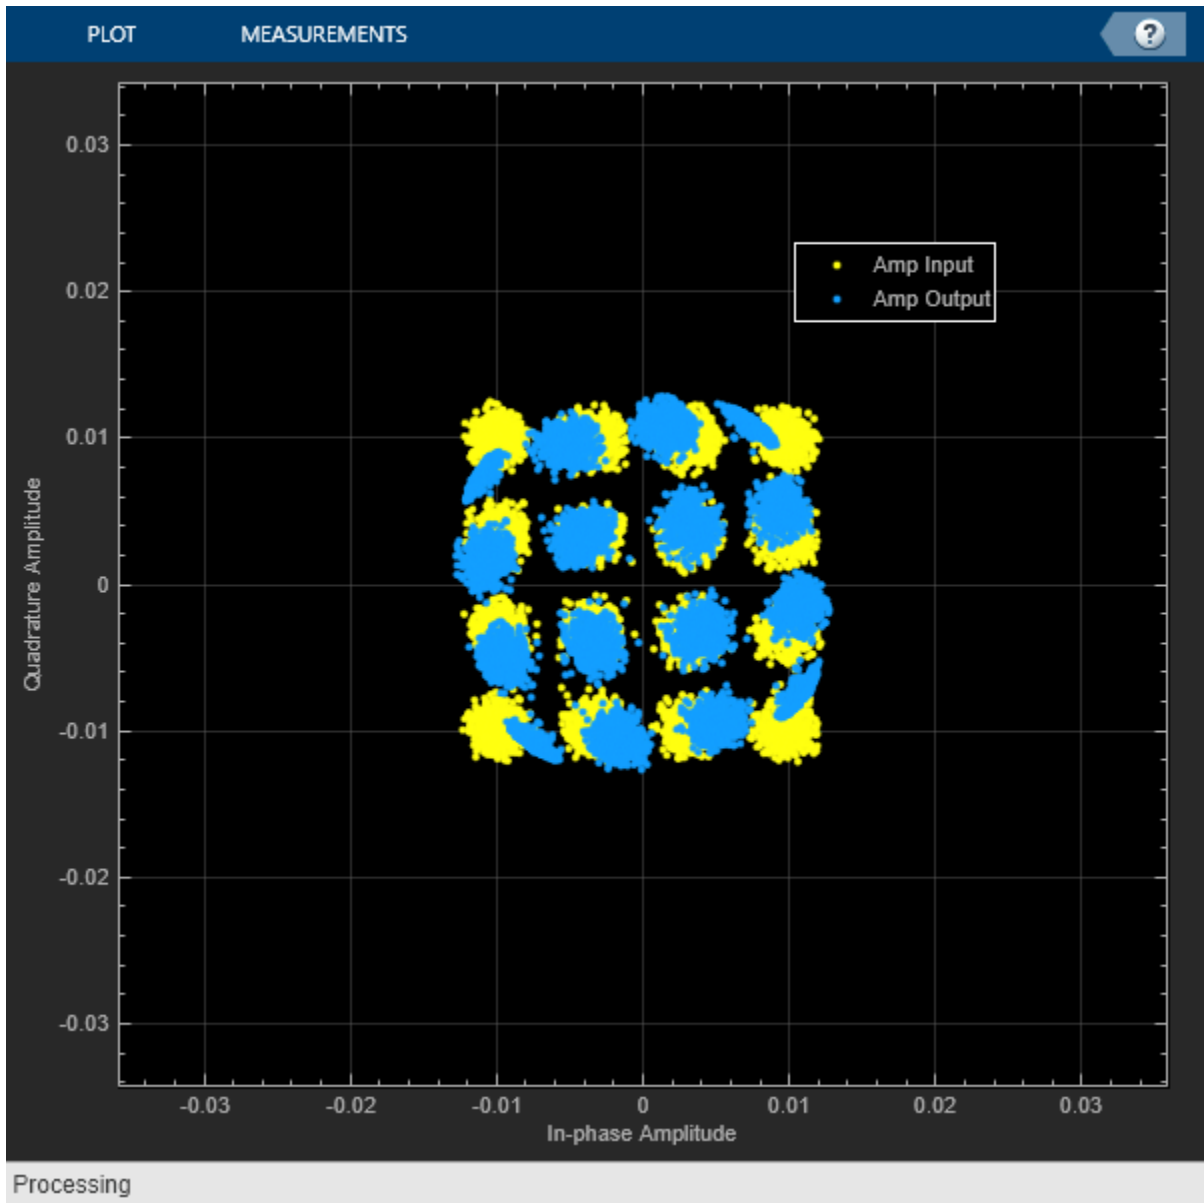 PLOT MEASUREMENTS ?
0.03
0.02
Amp Input
Amp Output
0.01
0
-0.01
-0.02
-0.03
Quadrature Amplitude
-0.03 -0.02 -0.01 0 0.01 0.02 0.03
In-phase Amplitude
Processing